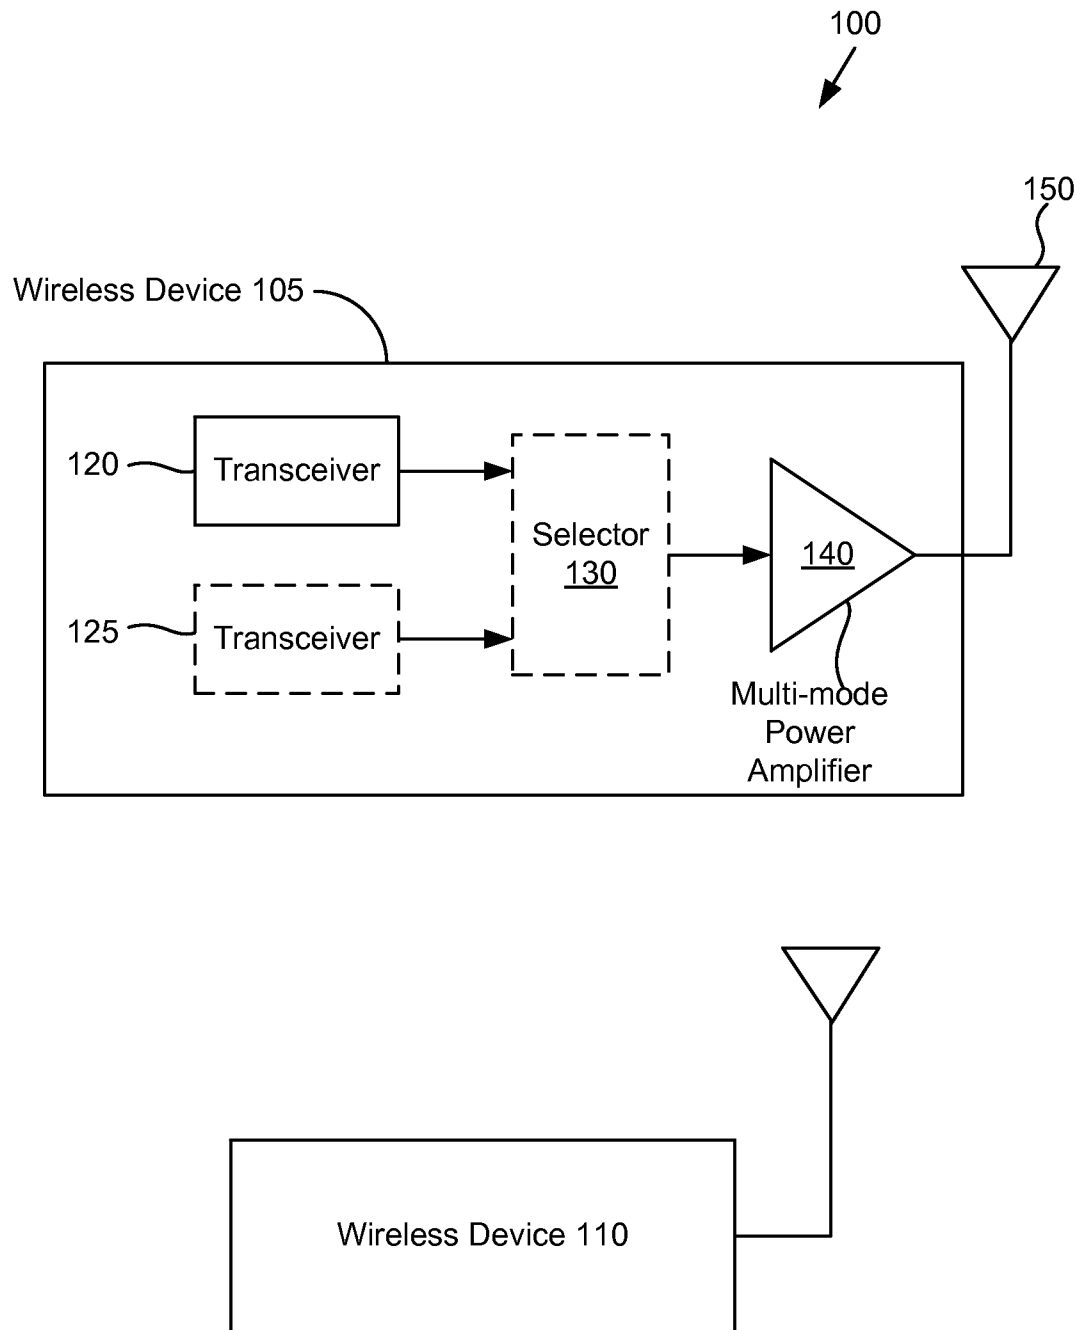 100
150
Wireless Device 105
120
Transceiver
Selector
130
140
125
Transceiver
Multi-mode
Power
Amplifier
Wireless Device 110